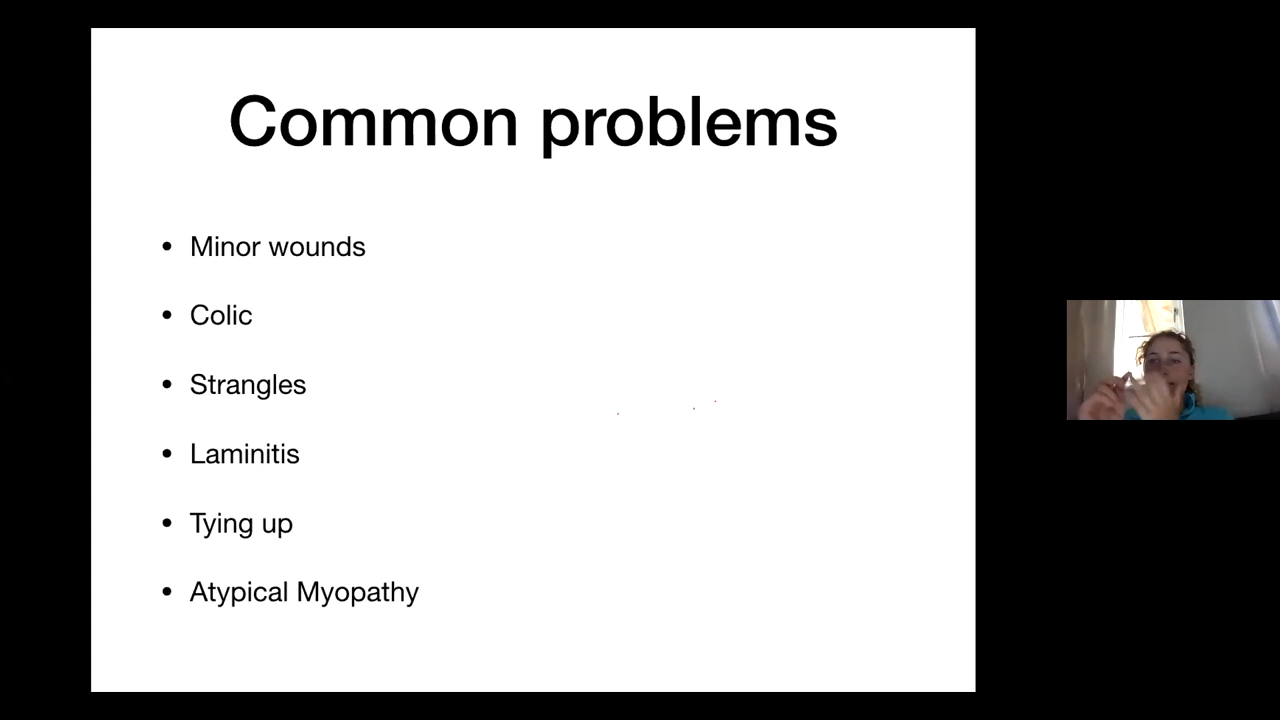 Common problems
• Minor wounds
• Colic
• Strangles
• Laminitis
• Tying up
• Atypical Myopathy